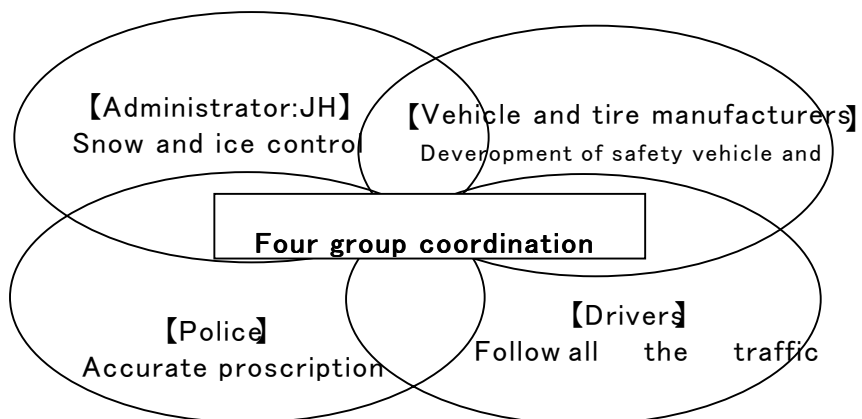 【Administrator:JH】
Snow and ice control
【Vehicle and tire manufacturers】
Deveropment of safety vehicle and
Four group coordination
【Police】
Accurate proscription
【Drivers】
Follow all the traffic